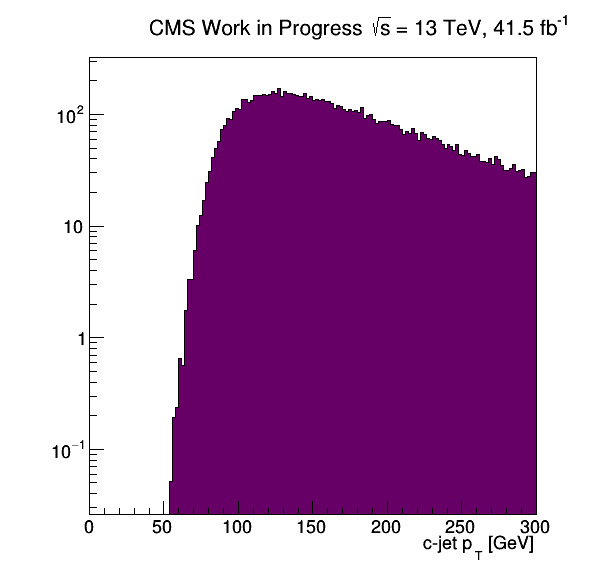 CMS Work in Progress √s = 13 TeV, 41.5 fb⁻¹
10²
10
1
10⁻¹
0 50 100 150 200 250 300
c-jet p_T [GeV]